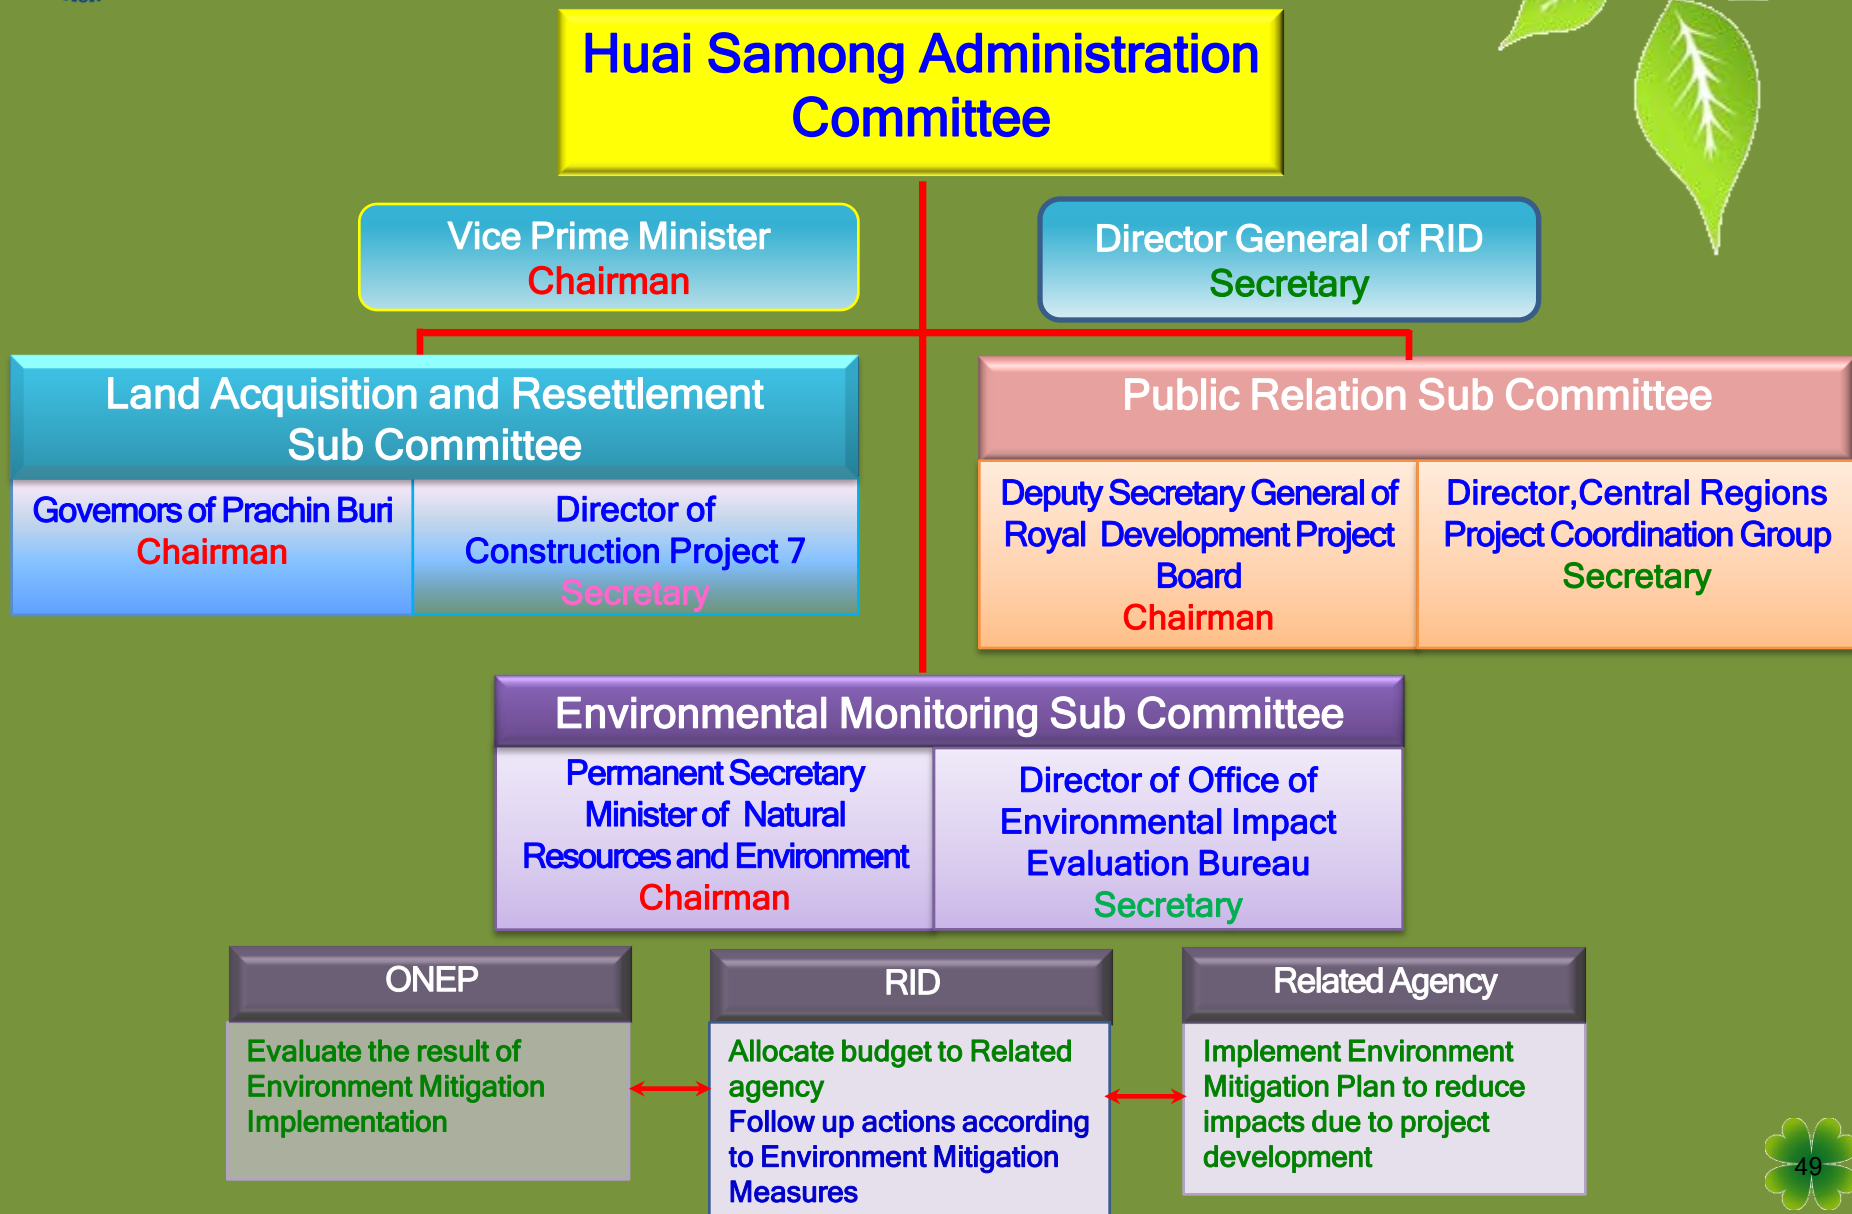 Huai Samong Administration
Committee
Vice Prime Minister
Chairman
Director General of RID
Secretary
Land Acquisition and Resettlement
Sub Committee
Governors of Prachin Buri
Chairman
Director of
Construction Project 7
Secretary
Public Relation Sub Committee
Deputy Secretary General of
Royal Development Project
Board
Chairman
Director,Central Regions
Project Coordination Group
Secretary
Environmental Monitoring Sub Committee
Permanent Secretary
Minister of Natural
Resources and Environment
Chairman
Director of Office of
Environmental Impact
Evaluation Bureau
Secretary
ONEP
Evaluate the result of
Environment Mitigation
Implementation
RID
Allocate budget to Related
agency
Follow up actions according
to Environment Mitigation
Measures
Related Agency
Implement Environment
Mitigation Plan to reduce
impacts due to project
development
49